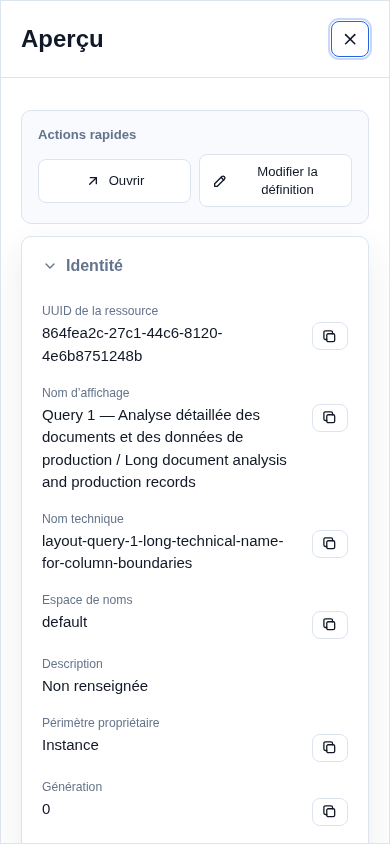 Aperçu
Actions rapides
Ouvrir
Modifier la
définition
Identité
UUID de la ressource
864fea2c-27c1-44c6-8120-
4e6b8751248b
Nom d’affichage
Query 1 — Analyse détaillée des
documents et des données de
production / Long document analysis
and production records
Nom technique
layout-query-1-long-technical-name-
for-column-boundaries
Espace de noms
default
Description
Non renseignée
Périmètre propriétaire
Instance
Génération
0